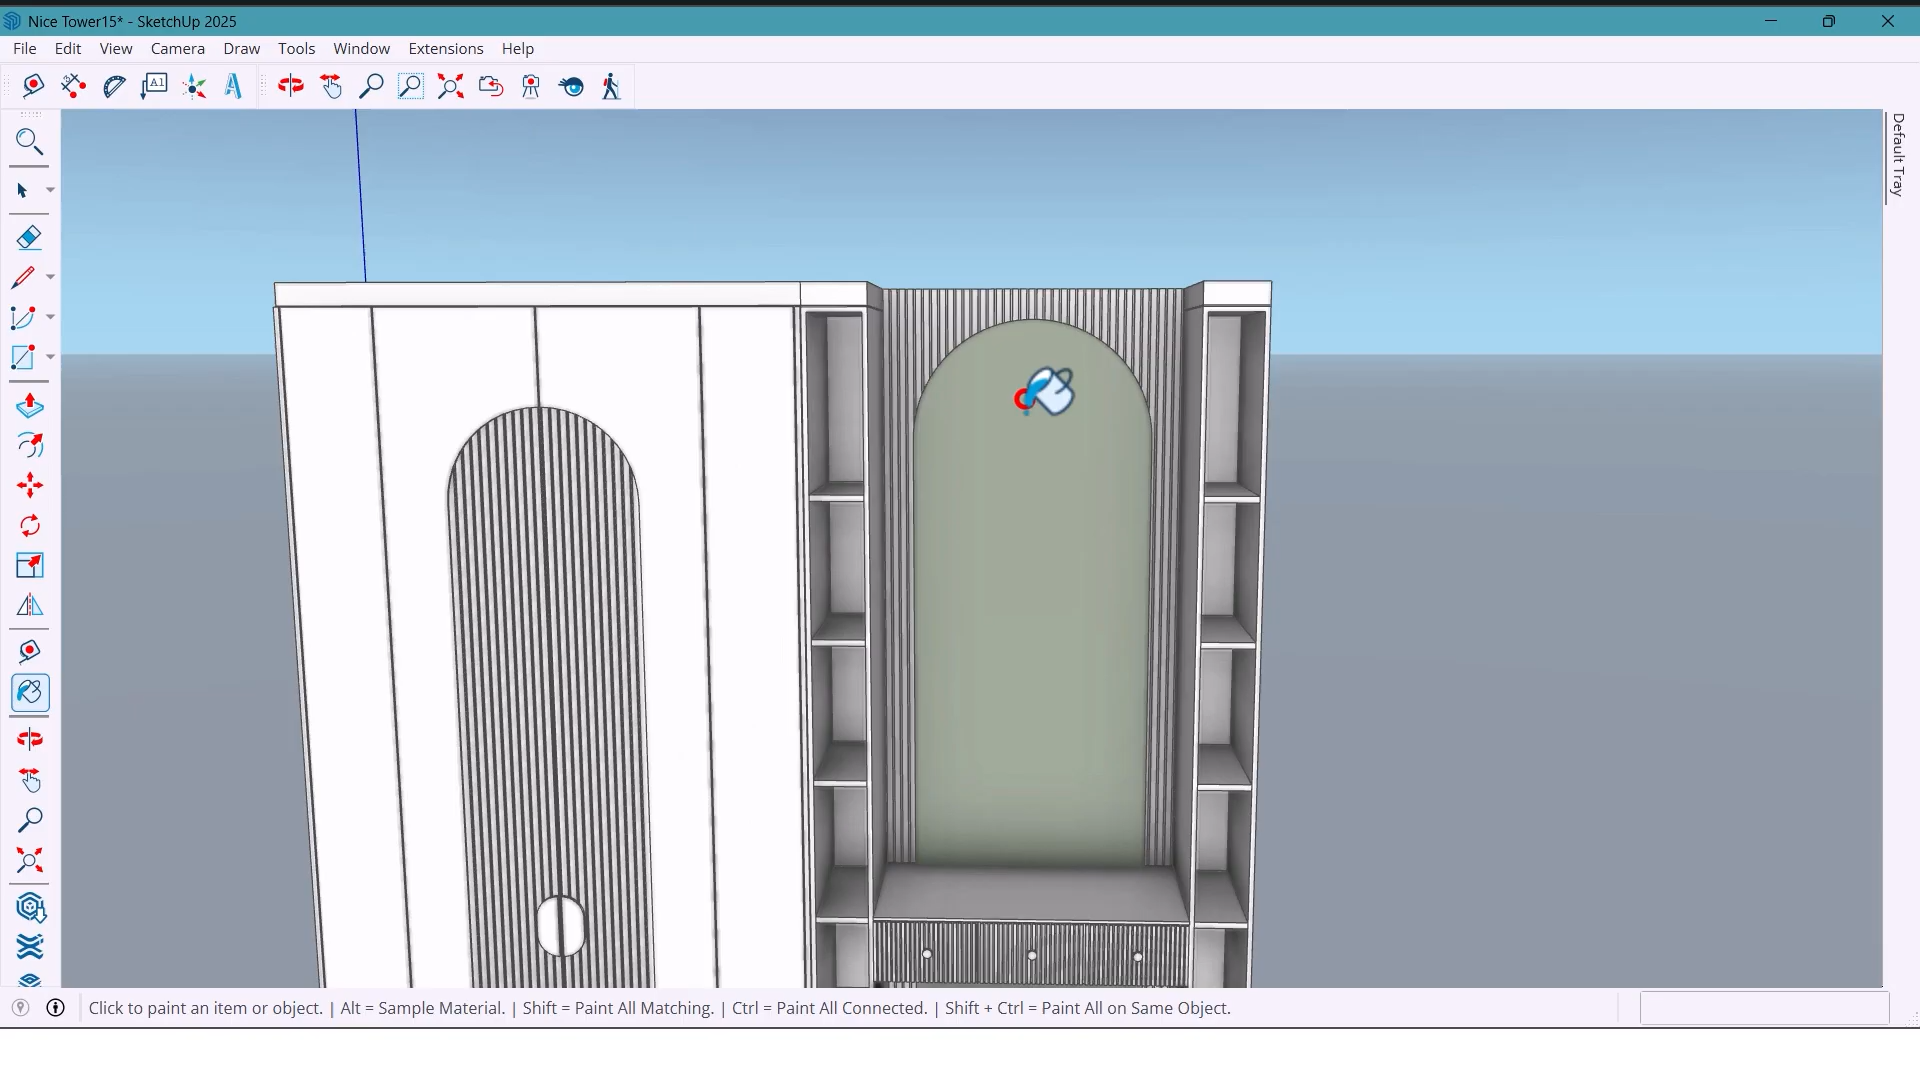 Nice Tower15* - SketchUp 2025
File Edit View Camera Draw Tools Window Extensions Help
A1
Default Tray
Click to paint an item or object. | Alt = Sample Material. | Shift = Paint All Matching. | Ctrl = Paint All Connected. | Shift + Ctrl = Paint All on Same Object.